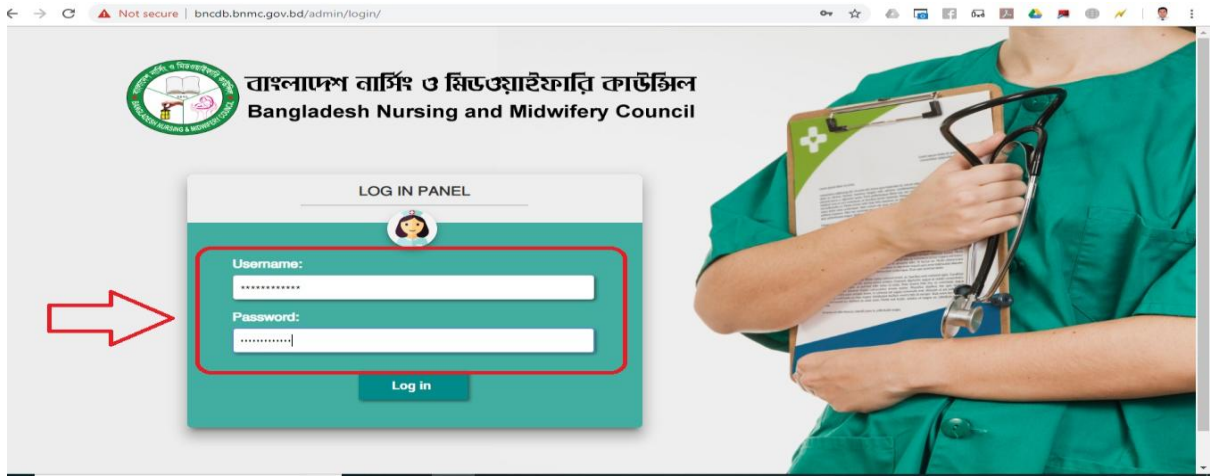 Not secure | bncdb.bnmc.gov.bd/admin/login/
বাংলাদেশ নার্সিং ও মিডওয়াইফারি কাউন্সিল
Bangladesh Nursing and Midwifery Council
LOG IN PANEL
Username:
************
Password:
·············
Log in